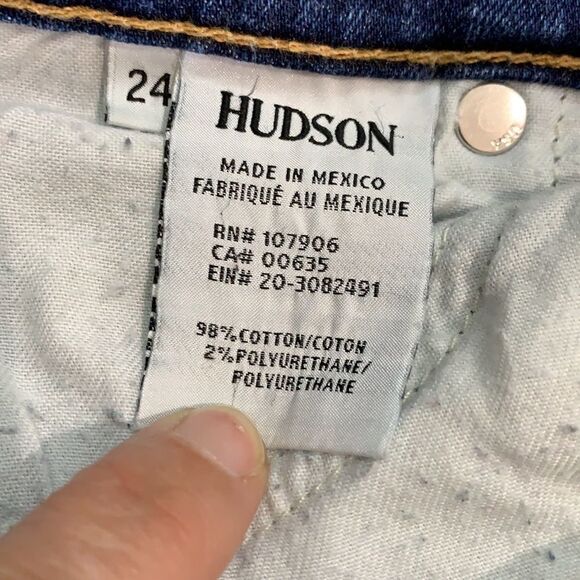 24
HUDSON
MADE IN MEXICO
FABRIQUÉ AU MEXIQUE
RN# 107906
CA# 00635
EIN# 20-3082491
98%COTTON/COTON
2%POLYURETHANE/
POLYURETHANE